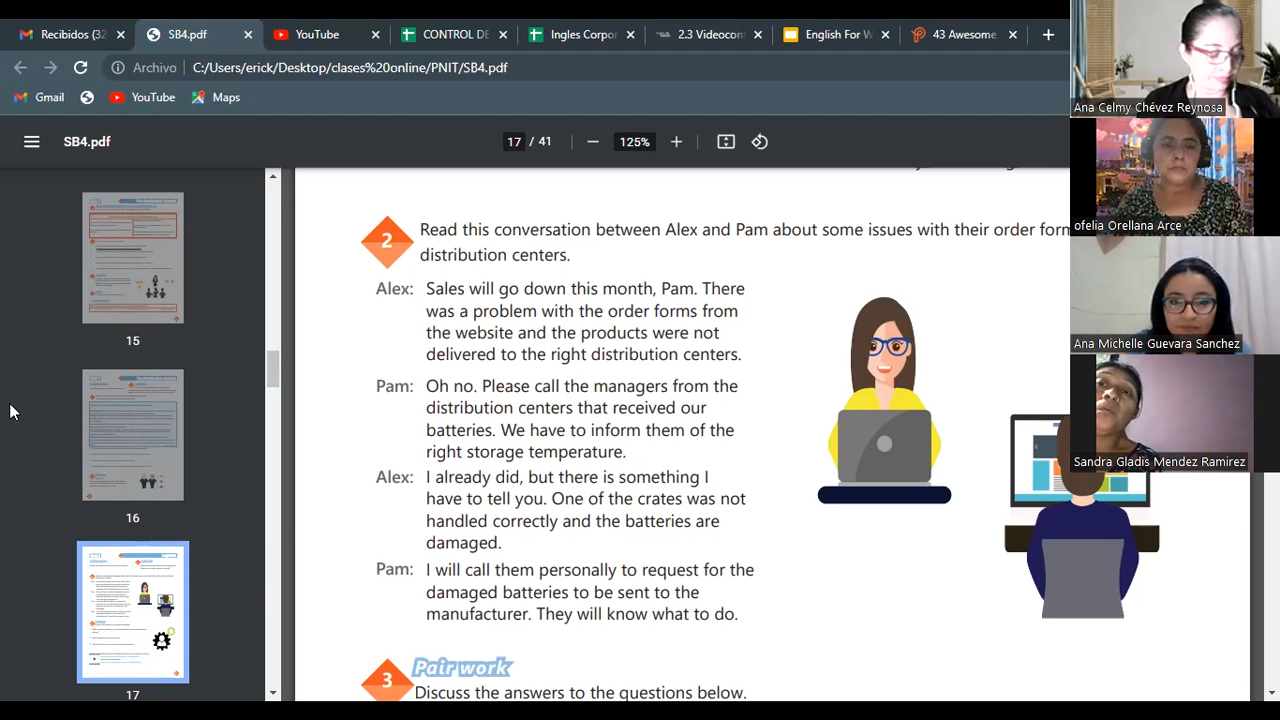 Recibidos (32
SB4.pdf
YouTube
CONTROL DE
Ingles Corpor
2.3 Videocon
English For W
43 Awesome
Archivo
C:/Users/erick/Desktop/clases%20online/PNIT/SB4.pdf
Gmail
YouTube
Maps
SB4.pdf
17 / 41
125%
15
16
17
2
Read this conversation between Alex and Pam about some issues with their order form
distribution centers.
Alex: Sales will go down this month, Pam. There
was a problem with the order forms from
the website and the products were not
delivered to the right distribution centers.
Pam: Oh no. Please call the managers from the
distribution centers that received our
batteries. We have to inform them of the
right storage temperature.
Alex: I already did, but there is something I
have to tell you. One of the crates was not
handled correctly and the batteries are
damaged.
Pam: I will call them personally to request for the
damaged batteries to be sent to the
manufacturer. They will know what to do.
3
Pair work
Discuss the answers to the questions below.
Ana Celmy Chévez Reynosa
ofelia Orellana Arce
Ana Michelle Guevara Sanchez
Sandra Gladis Mendez Ramirez